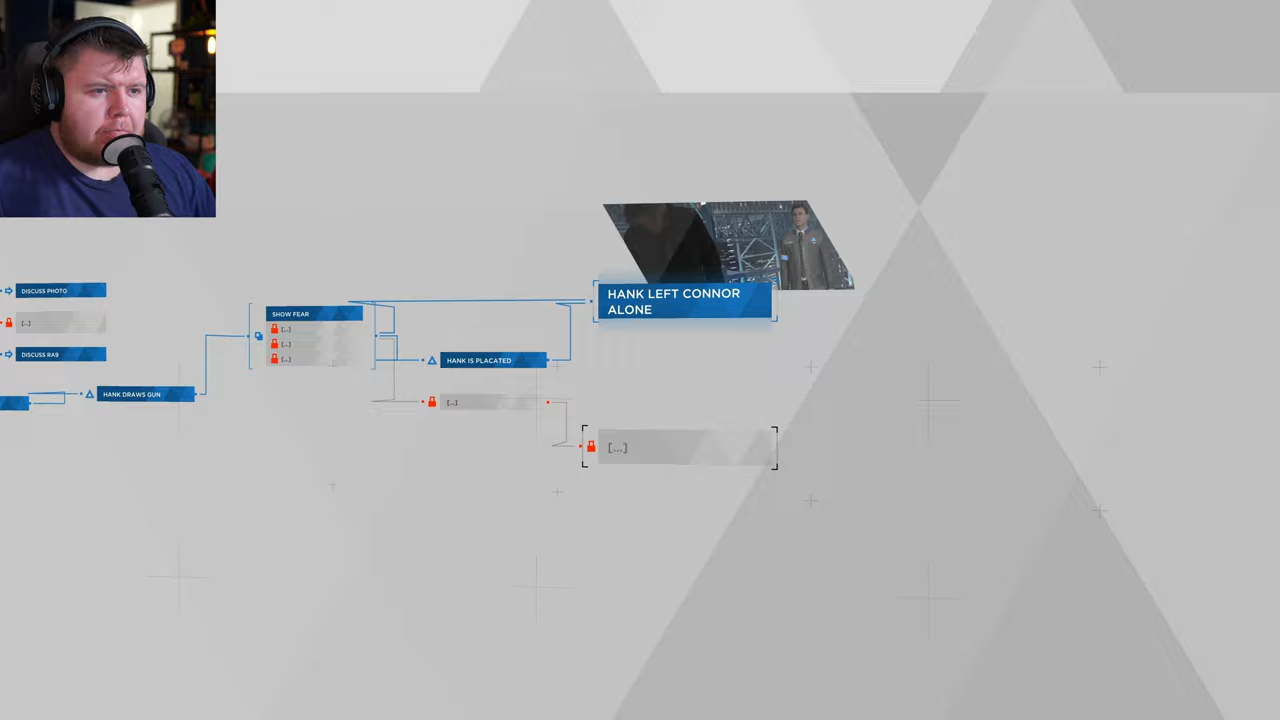 DISCUSS PHOTO
[...]
DISCUSS RA9
HANK DRAWS GUN
SHOW FEAR
[...]
[...]
[...]
HANK IS PLACATED
[...]
HANK LEFT CONNOR
ALONE
[...]